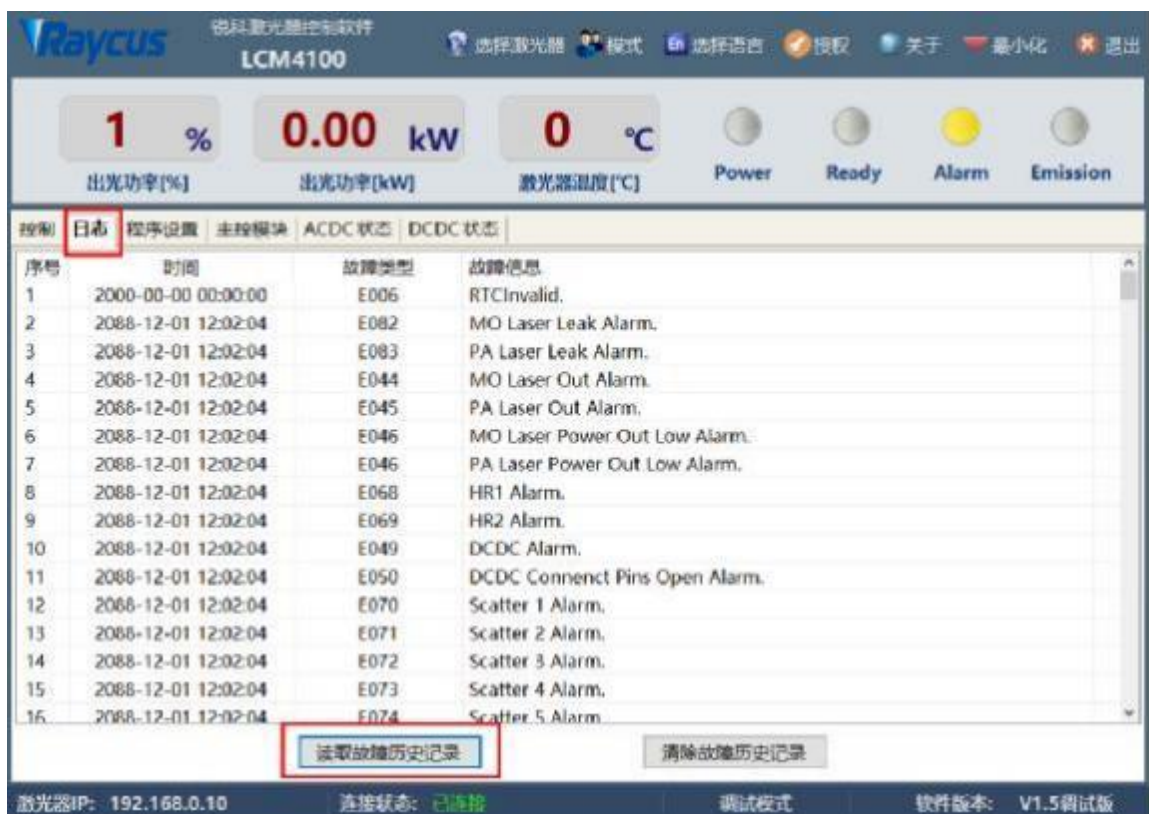 Raycus
锐科激光器控制软件
LCM4100
选择激光器 模式 En 选择语言 授权 关于 最小化 退出
1 % 0.00 kW 0 ℃
出光功率[%] 出光功率[kW] 激光器温度[℃] Power Ready Alarm Emission
控制 日志 程序设置 主控模块 ACDC 状态 DCDC 状态
序号 时间 故障类型 故障信息
1 2000-00-00 00:00:00 E006 RTCInvalid.
2 2088-12-01 12:02:04 E082 MO Laser Leak Alarm.
3 2088-12-01 12:02:04 E083 PA Laser Leak Alarm.
4 2088-12-01 12:02:04 E044 MO Laser Out Alarm.
5 2088-12-01 12:02:04 E045 PA Laser Out Alarm.
6 2088-12-01 12:02:04 E046 MO Laser Power Out Low Alarm.
7 2088-12-01 12:02:04 E046 PA Laser Power Out Low Alarm.
8 2088-12-01 12:02:04 E068 HR1 Alarm.
9 2088-12-01 12:02:04 E069 HR2 Alarm.
10 2088-12-01 12:02:04 E049 DCDC Alarm.
11 2088-12-01 12:02:04 E050 DCDC Connenct Pins Open Alarm.
12 2088-12-01 12:02:04 E070 Scatter 1 Alarm.
13 2088-12-01 12:02:04 E071 Scatter 2 Alarm.
14 2088-12-01 12:02:04 E072 Scatter 3 Alarm.
15 2088-12-01 12:02:04 E073 Scatter 4 Alarm.
16 2088-12-01 12:02:04 E074 Scatter 5 Alarm
读取故障历史记录 清除故障历史记录
激光器IP: 192.168.0.10 连接状态: 已连接 调试模式 软件版本: V1.5调试版